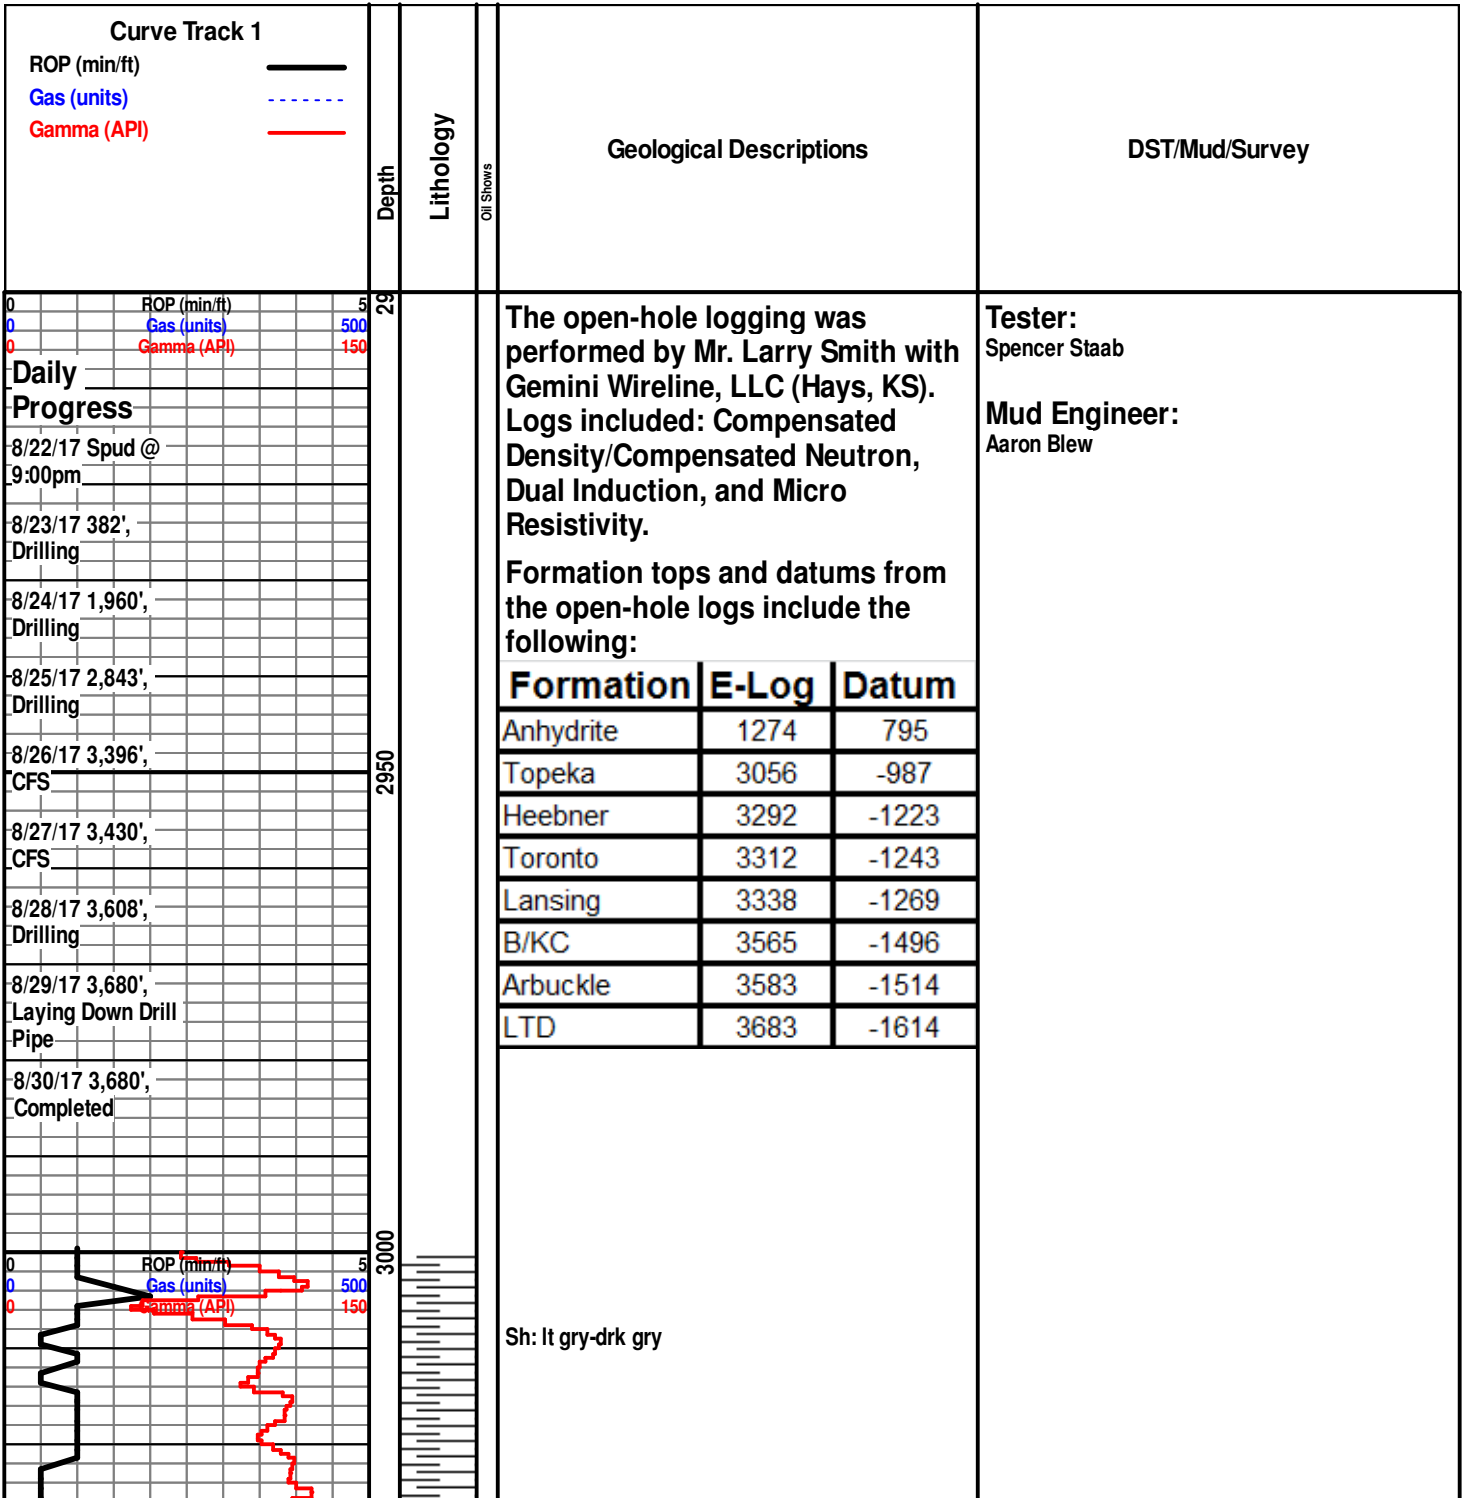 Curve Track 1
ROP (min/ft)
Gas (units)
Gamma (API)
Depth
Lithology
Oil Shows
Geological Descriptions
DST/Mud/Survey
0 ROP (min/ft) 5
0 Gas (units) 500
0 Gamma (API) 150
29
Daily
Progress
8/22/17 Spud @
9:00pm
8/23/17 382',
Drilling
8/24/17 1,960',
Drilling
8/25/17 2,843',
Drilling
8/26/17 3,396',
CFS
8/27/17 3,430',
CFS
8/28/17 3,608',
Drilling
8/29/17 3,680',
Laying Down Drill
Pipe
8/30/17 3,680',
Completed
2950
3000
The open-hole logging was
performed by Mr. Larry Smith with
Gemini Wireline, LLC (Hays, KS).
Logs included: Compensated
Density/Compensated Neutron,
Dual Induction, and Micro
Resistivity.
Formation tops and datums from
the open-hole logs include the
following:
Formation E-Log Datum
Anhydrite 1274 795
Topeka 3056 -987
Heebner 3292 -1223
Toronto 3312 -1243
Lansing 3338 -1269
B/KC 3565 -1496
Arbuckle 3583 -1514
LTD 3683 -1614
Tester:
Spencer Staab
Mud Engineer:
Aaron Blew
0 ROP (min/ft) 5
0 Gas (units) 500
0 Gamma (API) 150
Sh: lt gry-drk gry